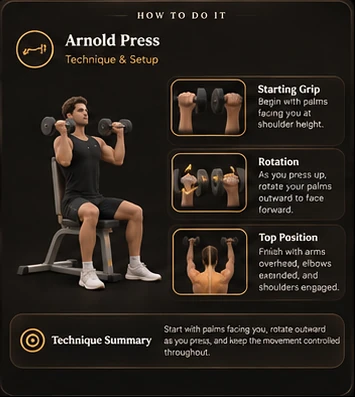 HOW TO DO IT
Arnold Press
Technique & Setup
Starting Grip
Begin with palms
facing you at
shoulder height.
Rotation
As you press up,
rotate your palms
outward to face
forward.
Top Position
Finish with arms
overhead, elbows
extended, and
shoulders engaged.
Technique Summary
Start with palms facing you, rotate outward
as you press, and keep the movement controlled
throughout.